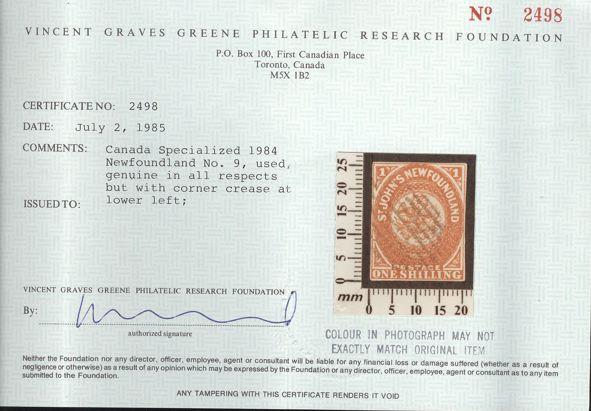 Nº 2498
VINCENT GRAVES GREENE PHILATELIC RESEARCH FOUNDATION
P.O. Box 100, First Canadian Place
Toronto, Canada
M5X 1B2
CERTIFICATE NO: 2498
DATE: July 2, 1985
COMMENTS: Canada Specialized 1984
Newfoundland No. 9, used,
genuine in all respects
but with corner crease at
ISSUED TO: lower left;
1 1
ST. JOHN'S NEWFOUNDLAND
POSTAGE
ONE SHILLING
25
20
15
10
5
0
mm 0 5 10 15 20
VINCENT GRAVES GREENE PHILATELIC RESEARCH FOUNDATION
By:
authorized signature
COLOUR IN PHOTOGRAPH MAY NOT
EXACTLY MATCH ORIGINAL ITEM
Neither the Foundation nor any director, officer, employee, agent or consultant will be liable for any financial loss or damage suffered (whether as a result of
negligence or otherwise) as a result of any opinion which may be expressed by the Foundation or any director, employee, officer, agent or consultant as to any item
submitted to the Foundation.
ANY TAMPERING WITH THIS CERTIFICATE RENDERS IT VOID